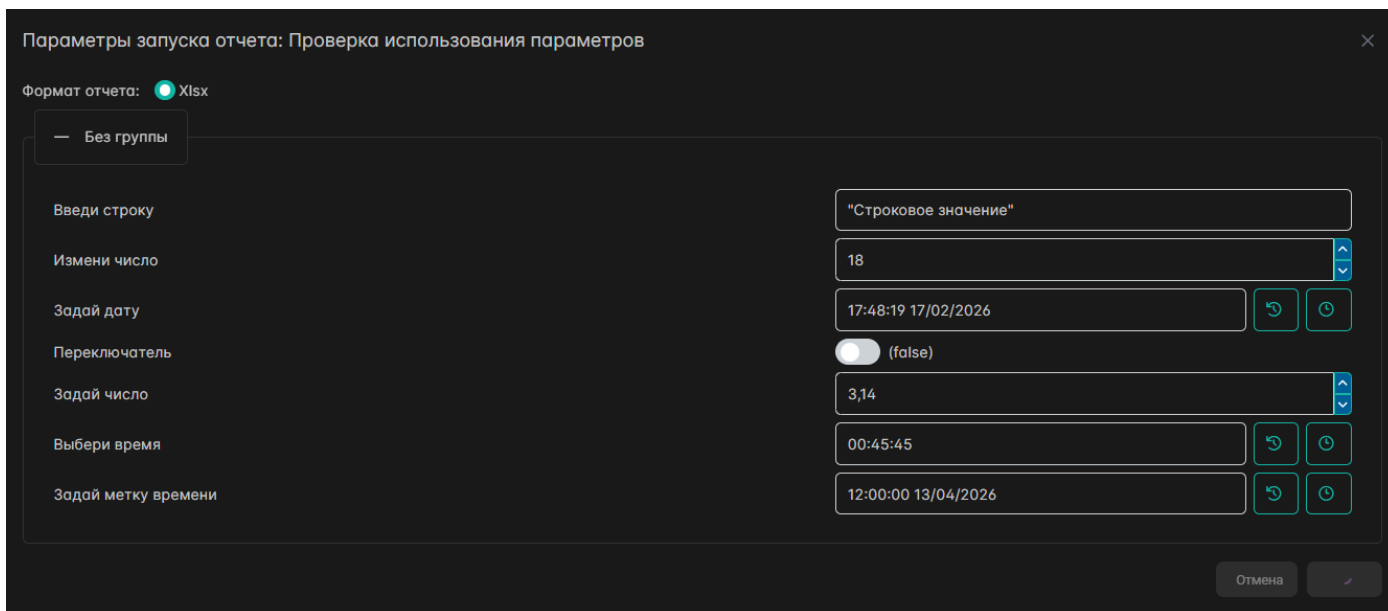 Параметры запуска отчета: Проверка использования параметров
Формат отчета: Xlsx
Без группы
Введи строку "Строковое значение"
Измени число 18
Задай дату 17:48:19 17/02/2026
Переключатель (false)
Задай число 3,14
Выбери время 00:45:45
Задай метку времени 12:00:00 13/04/2026
Отмена